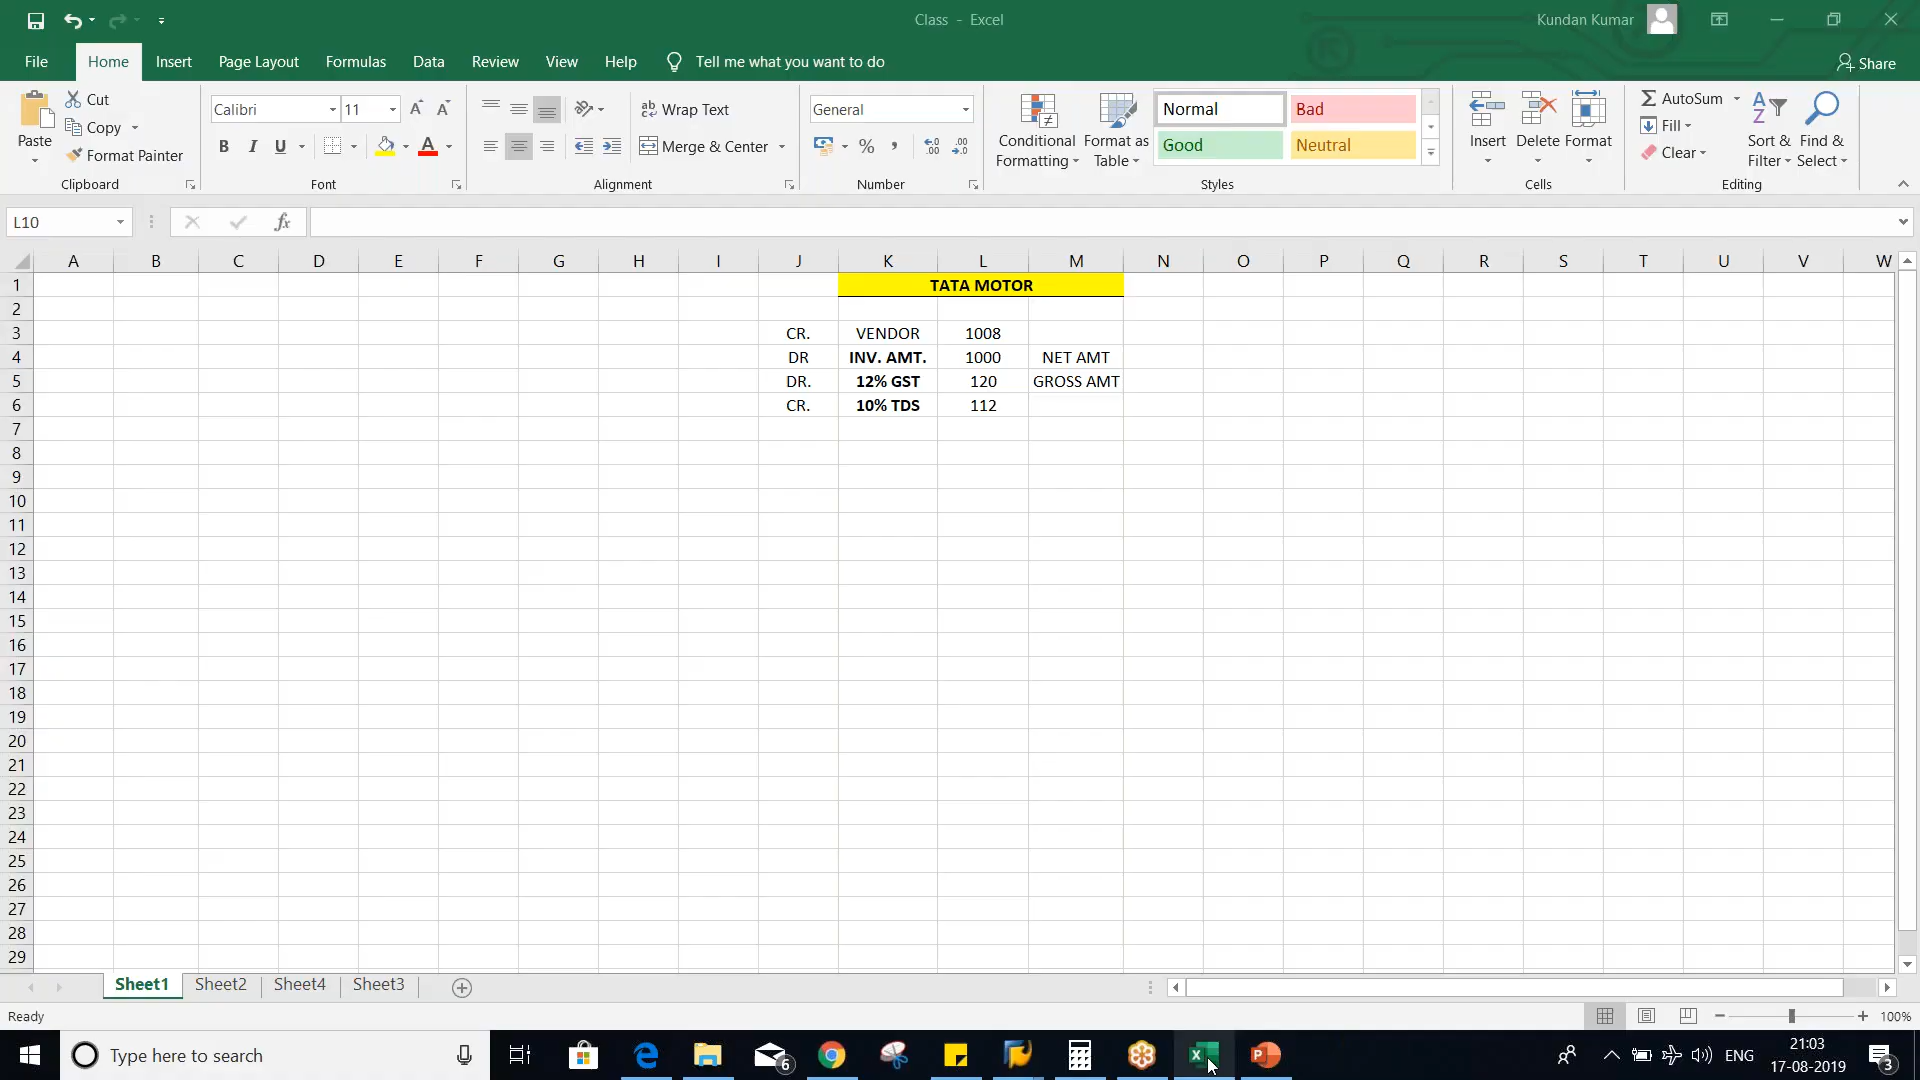 Class - Excel
Kundan Kumar
File Home Insert Page Layout Formulas Data Review View Help Tell me what you want to do
Share
Paste
Cut
Copy
Format Painter
Clipboard
Calibri 11
B I U
Font
Wrap Text
Merge & Center
Alignment
General
Number
Conditional Formatting
Format as Table
Normal Bad
Good Neutral
Styles
Insert Delete Format
Cells
AutoSum
Fill
Clear
Sort & Filter
Find & Select
Editing
L10
fx
A B C D E F G H I J K L M N O P Q R S T U V W
1 TATA MOTOR
2
3 CR. VENDOR 1008
4 DR INV. AMT. 1000 NET AMT
5 DR. 12% GST 120 GROSS AMT
6 CR. 10% TDS 112
7
8
9
10
11
12
13
14
15
16
17
18
19
20
21
22
23
24
25
26
27
28
29
Sheet1 Sheet2 Sheet4 Sheet3
Ready
100%
Type here to search
6
ENG
21:03
17-08-2019
3